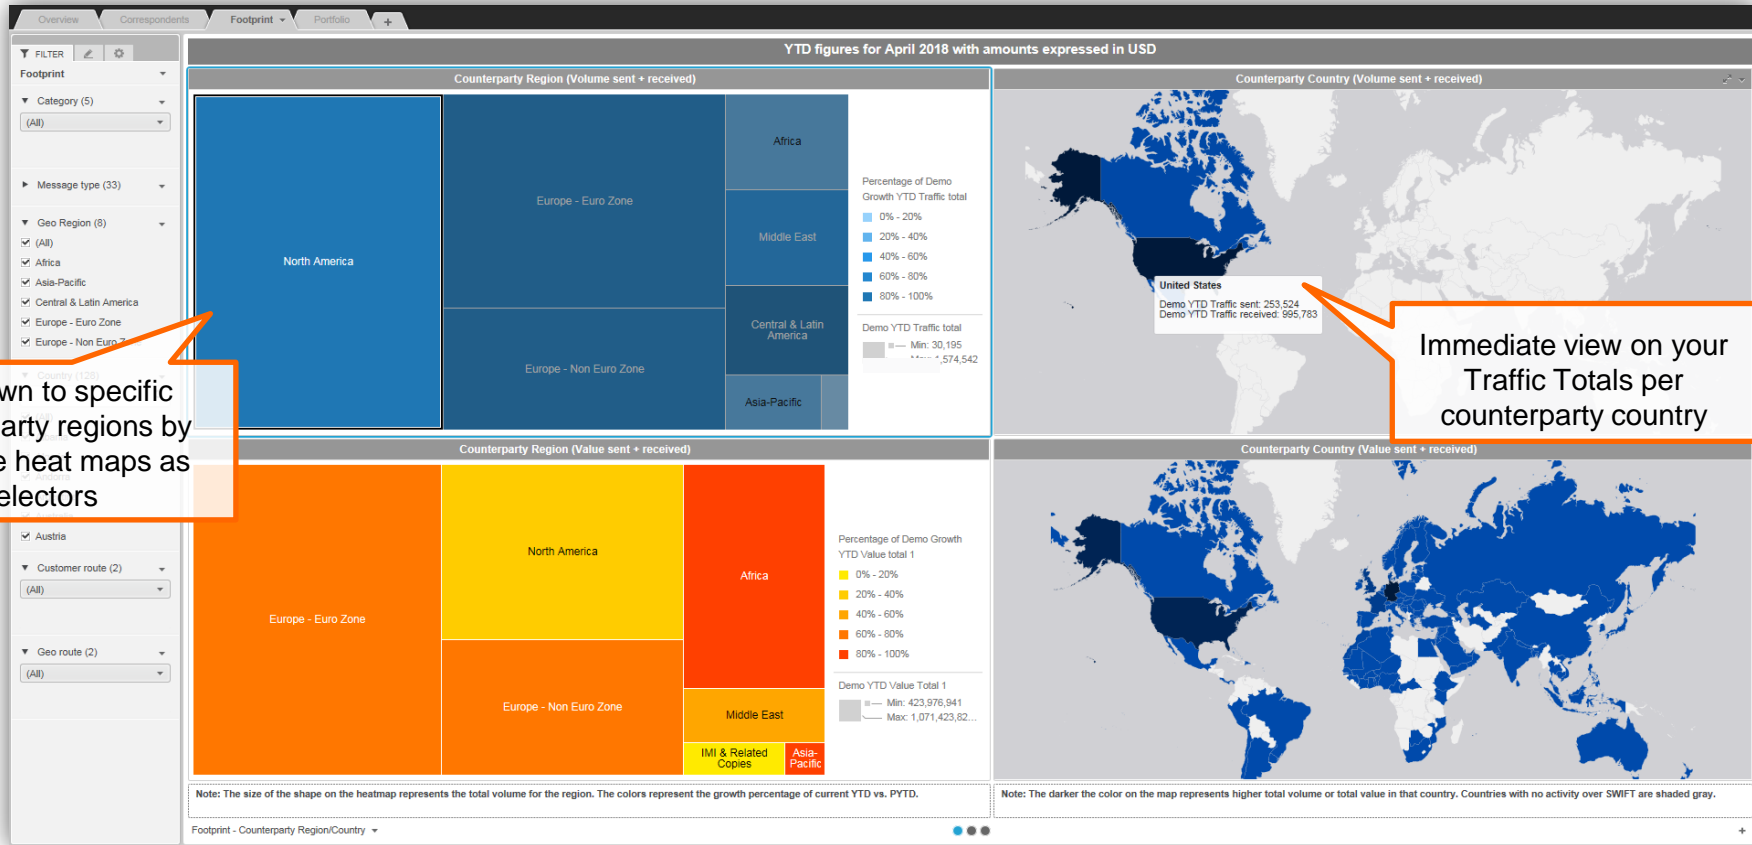 Overview
Correspondents
Footprint
Portfolio
+
FILTER
Footprint
Category (5)
(All)
Message type (33)
Geo Region (8)
(All)
Africa
Asia-Pacific
Central & Latin America
Europe - Euro Zone
Europe - Non Euro
Country (128)
(All)
Austria
Customer route (2)
(All)
Geo route (2)
(All)
wn to specific
arty regions by
e heat maps as
electors
YTD figures for April 2018 with amounts expressed in USD
Counterparty Region (Volume sent + received)
North America
Europe - Euro Zone
Europe - Non Euro Zone
Africa
Middle East
Central & Latin
America
Asia-Pacific
Percentage of Demo
Growth YTD Traffic total
0% - 20%
20% - 40%
40% - 60%
60% - 80%
80% - 100%
Demo YTD Traffic total
Min: 30,195
,574,542
Counterparty Country (Volume sent + received)
United States
Demo YTD Traffic sent: 253,524
Demo YTD Traffic received: 995,783
Immediate view on your
Traffic Totals per
counterparty country
Counterparty Region (Value sent + received)
Europe - Euro Zone
North America
Europe - Non Euro Zone
Africa
Middle East
IMI & Related
Copies
Asia-
Pacific
Percentage of Demo Growth
YTD Value total 1
0% - 20%
20% - 40%
40% - 60%
60% - 80%
80% - 100%
Demo YTD Value Total 1
Min: 423,976,941
Max: 1,071,423,82...
Counterparty Country (Value sent + received)
Note: The size of the shape on the heatmap represents the total volume for the region. The colors represent the growth percentage of current YTD vs. PYTD.
Note: The darker the color on the map represents higher total volume or total value in that country. Countries with no activity over SWIFT are shaded gray.
Footprint - Counterparty Region/Country
+